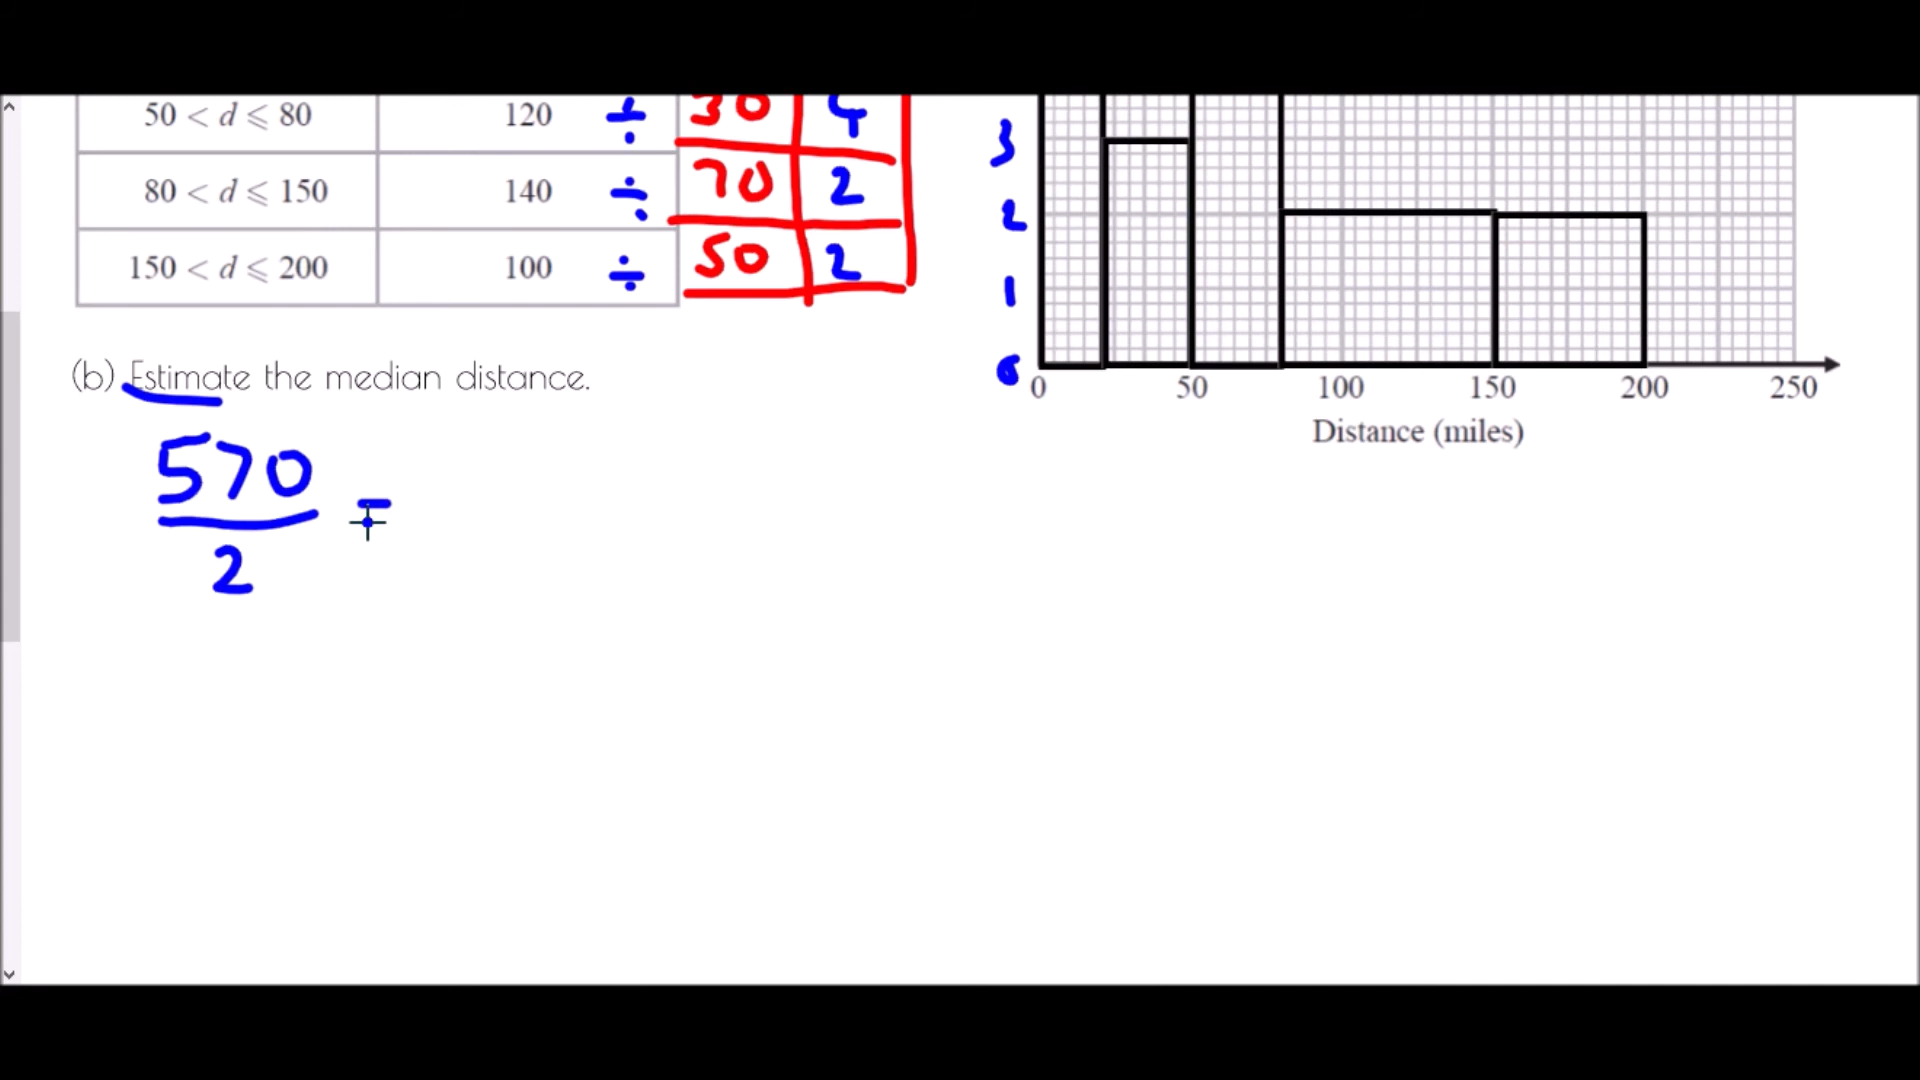 50 < d ⩽ 80 120 ÷ 30 4
80 < d ⩽ 150 140 ÷ 70 2
150 < d ⩽ 200 100 ÷ 50 2
3
2
1
0
0 50 100 150 200 250
Distance (miles)
(b) Estimate the median distance.
570
2
=